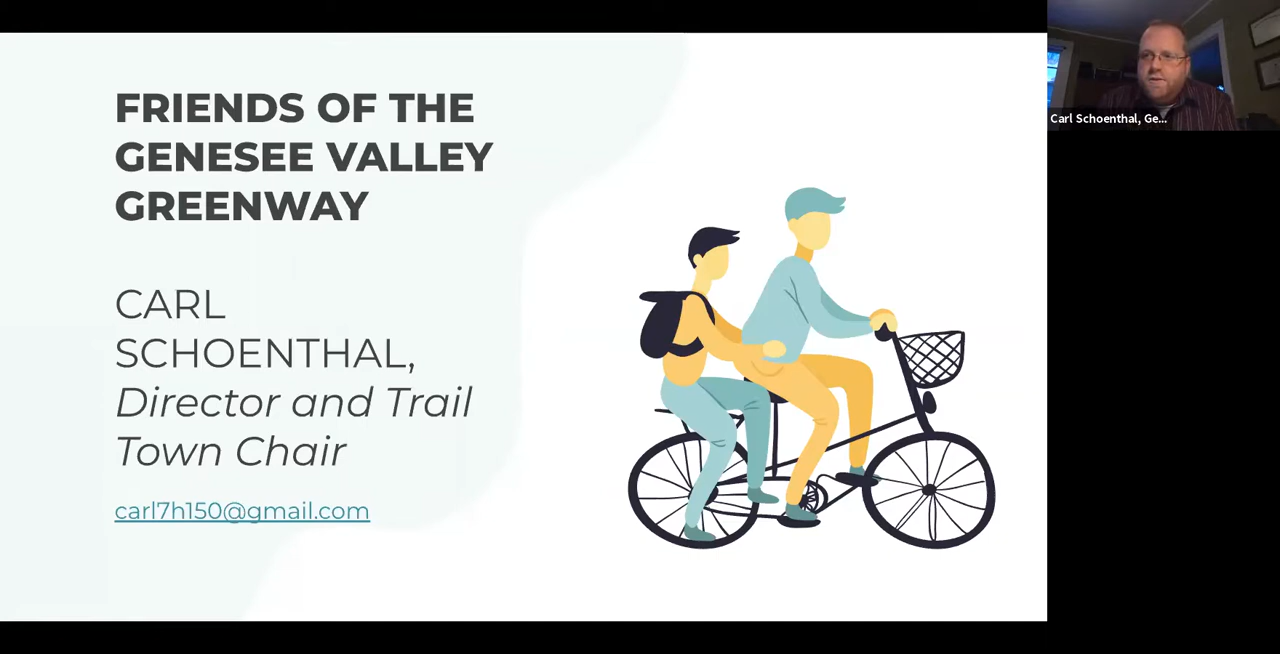 FRIENDS OF THE
GENESEE VALLEY
GREENWAY
CARL
SCHOENTHAL,
Director and Trail
Town Chair
carl7h150@gmail.com
Carl Schoenthal, Ge...